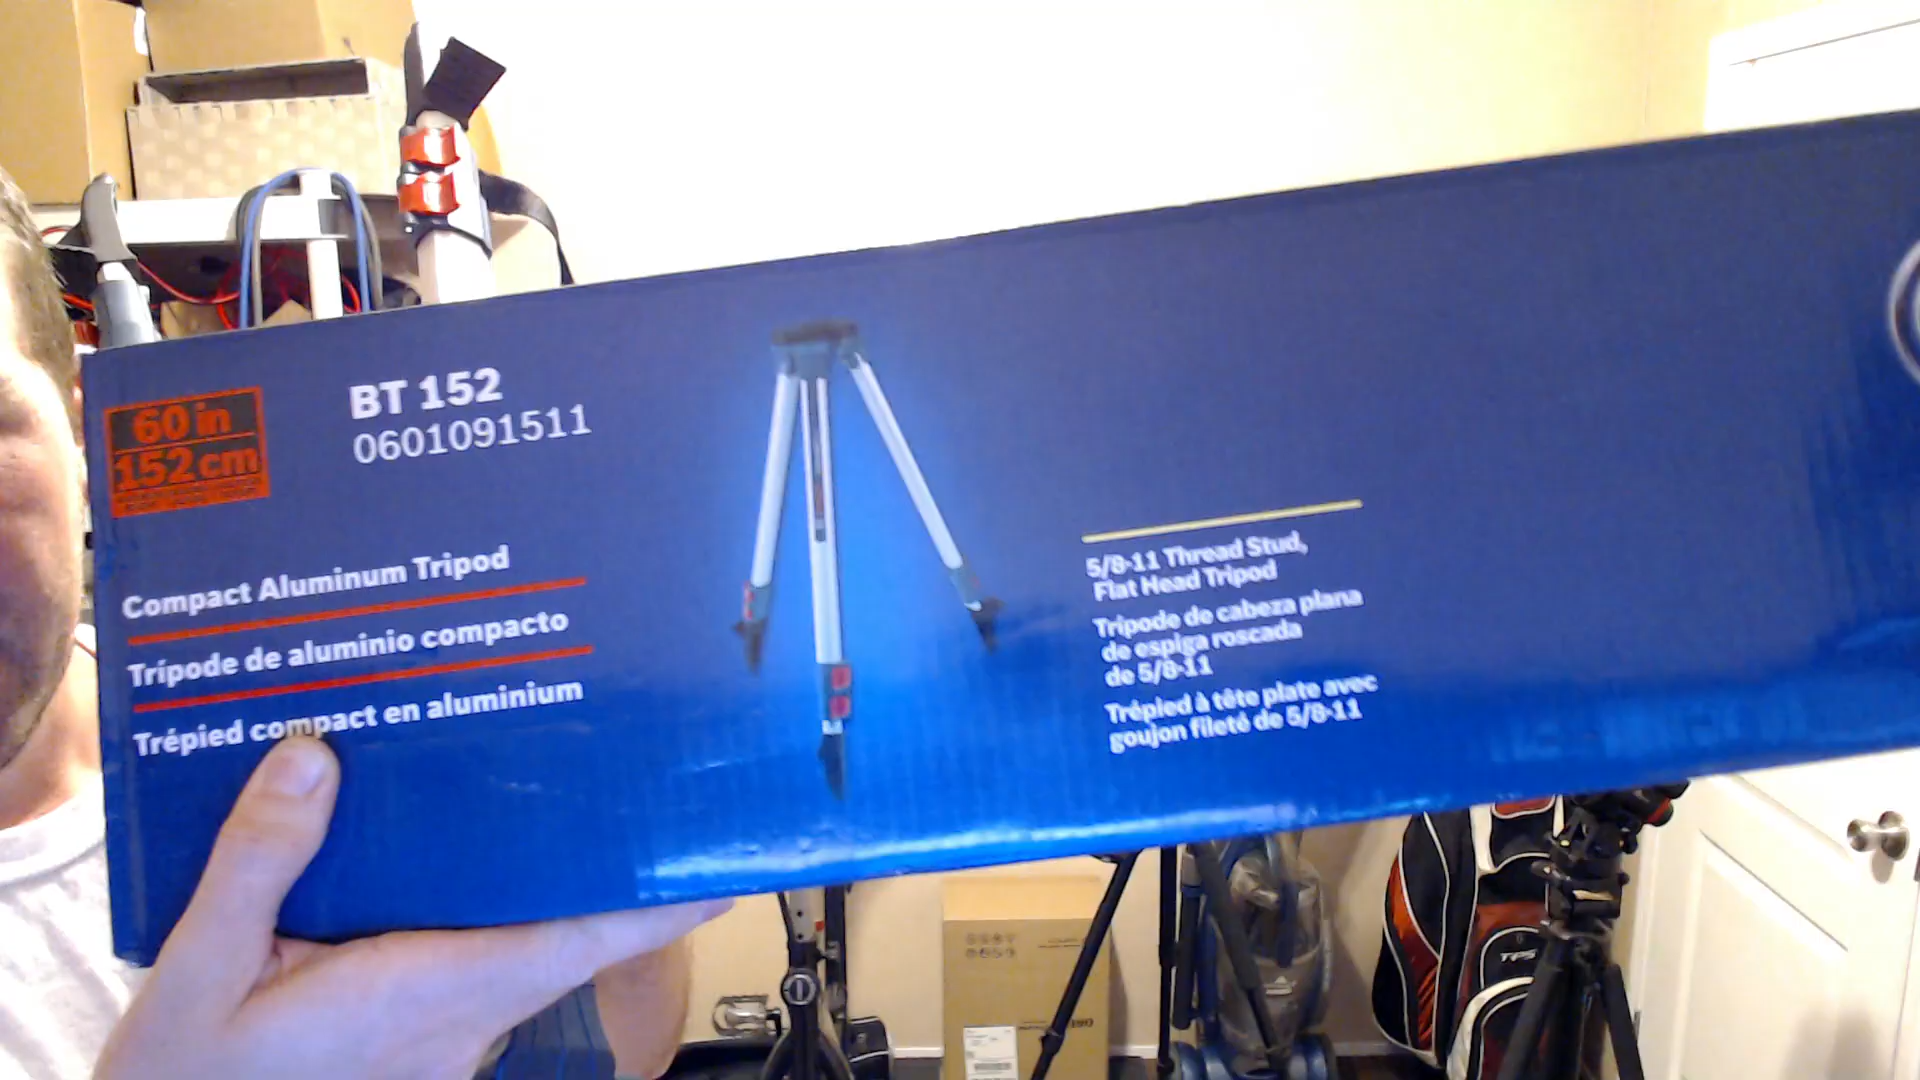 60 in
152 cm
BT 152
0601091511
Compact Aluminum Tripod
Trípode de aluminio compacto
Trépied compact en aluminium
5/8-11 Thread Stud,
Flat Head Tripod
Trípode de cabeza plana
de espiga roscada
de 5/8-11
Trépied à tête plate avec
goujon fileté de 5/8-11